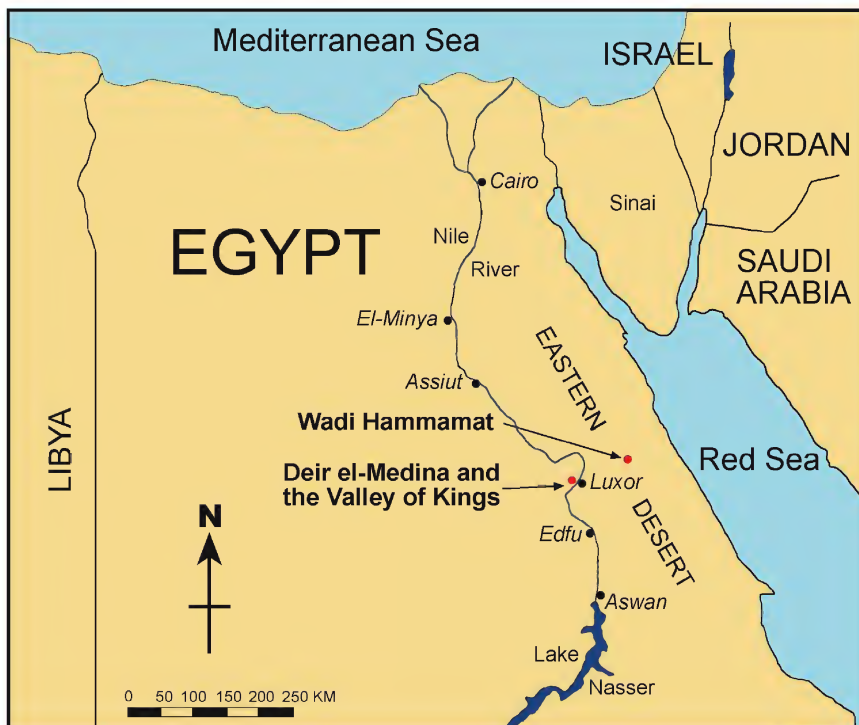 Mediterranean Sea
ISRAEL
JORDAN
Cairo
Sinai
EGYPT
Nile
River
SAUDI
ARABIA
El-Minya
EASTERN
Assiut
Wadi Hammamat
LIBYA
Red Sea
Deir el-Medina and
the Valley of Kings
Luxor
DESERT
N
Edfu
Aswan
Lake
Nasser
0 50 100 150 200 250 KM